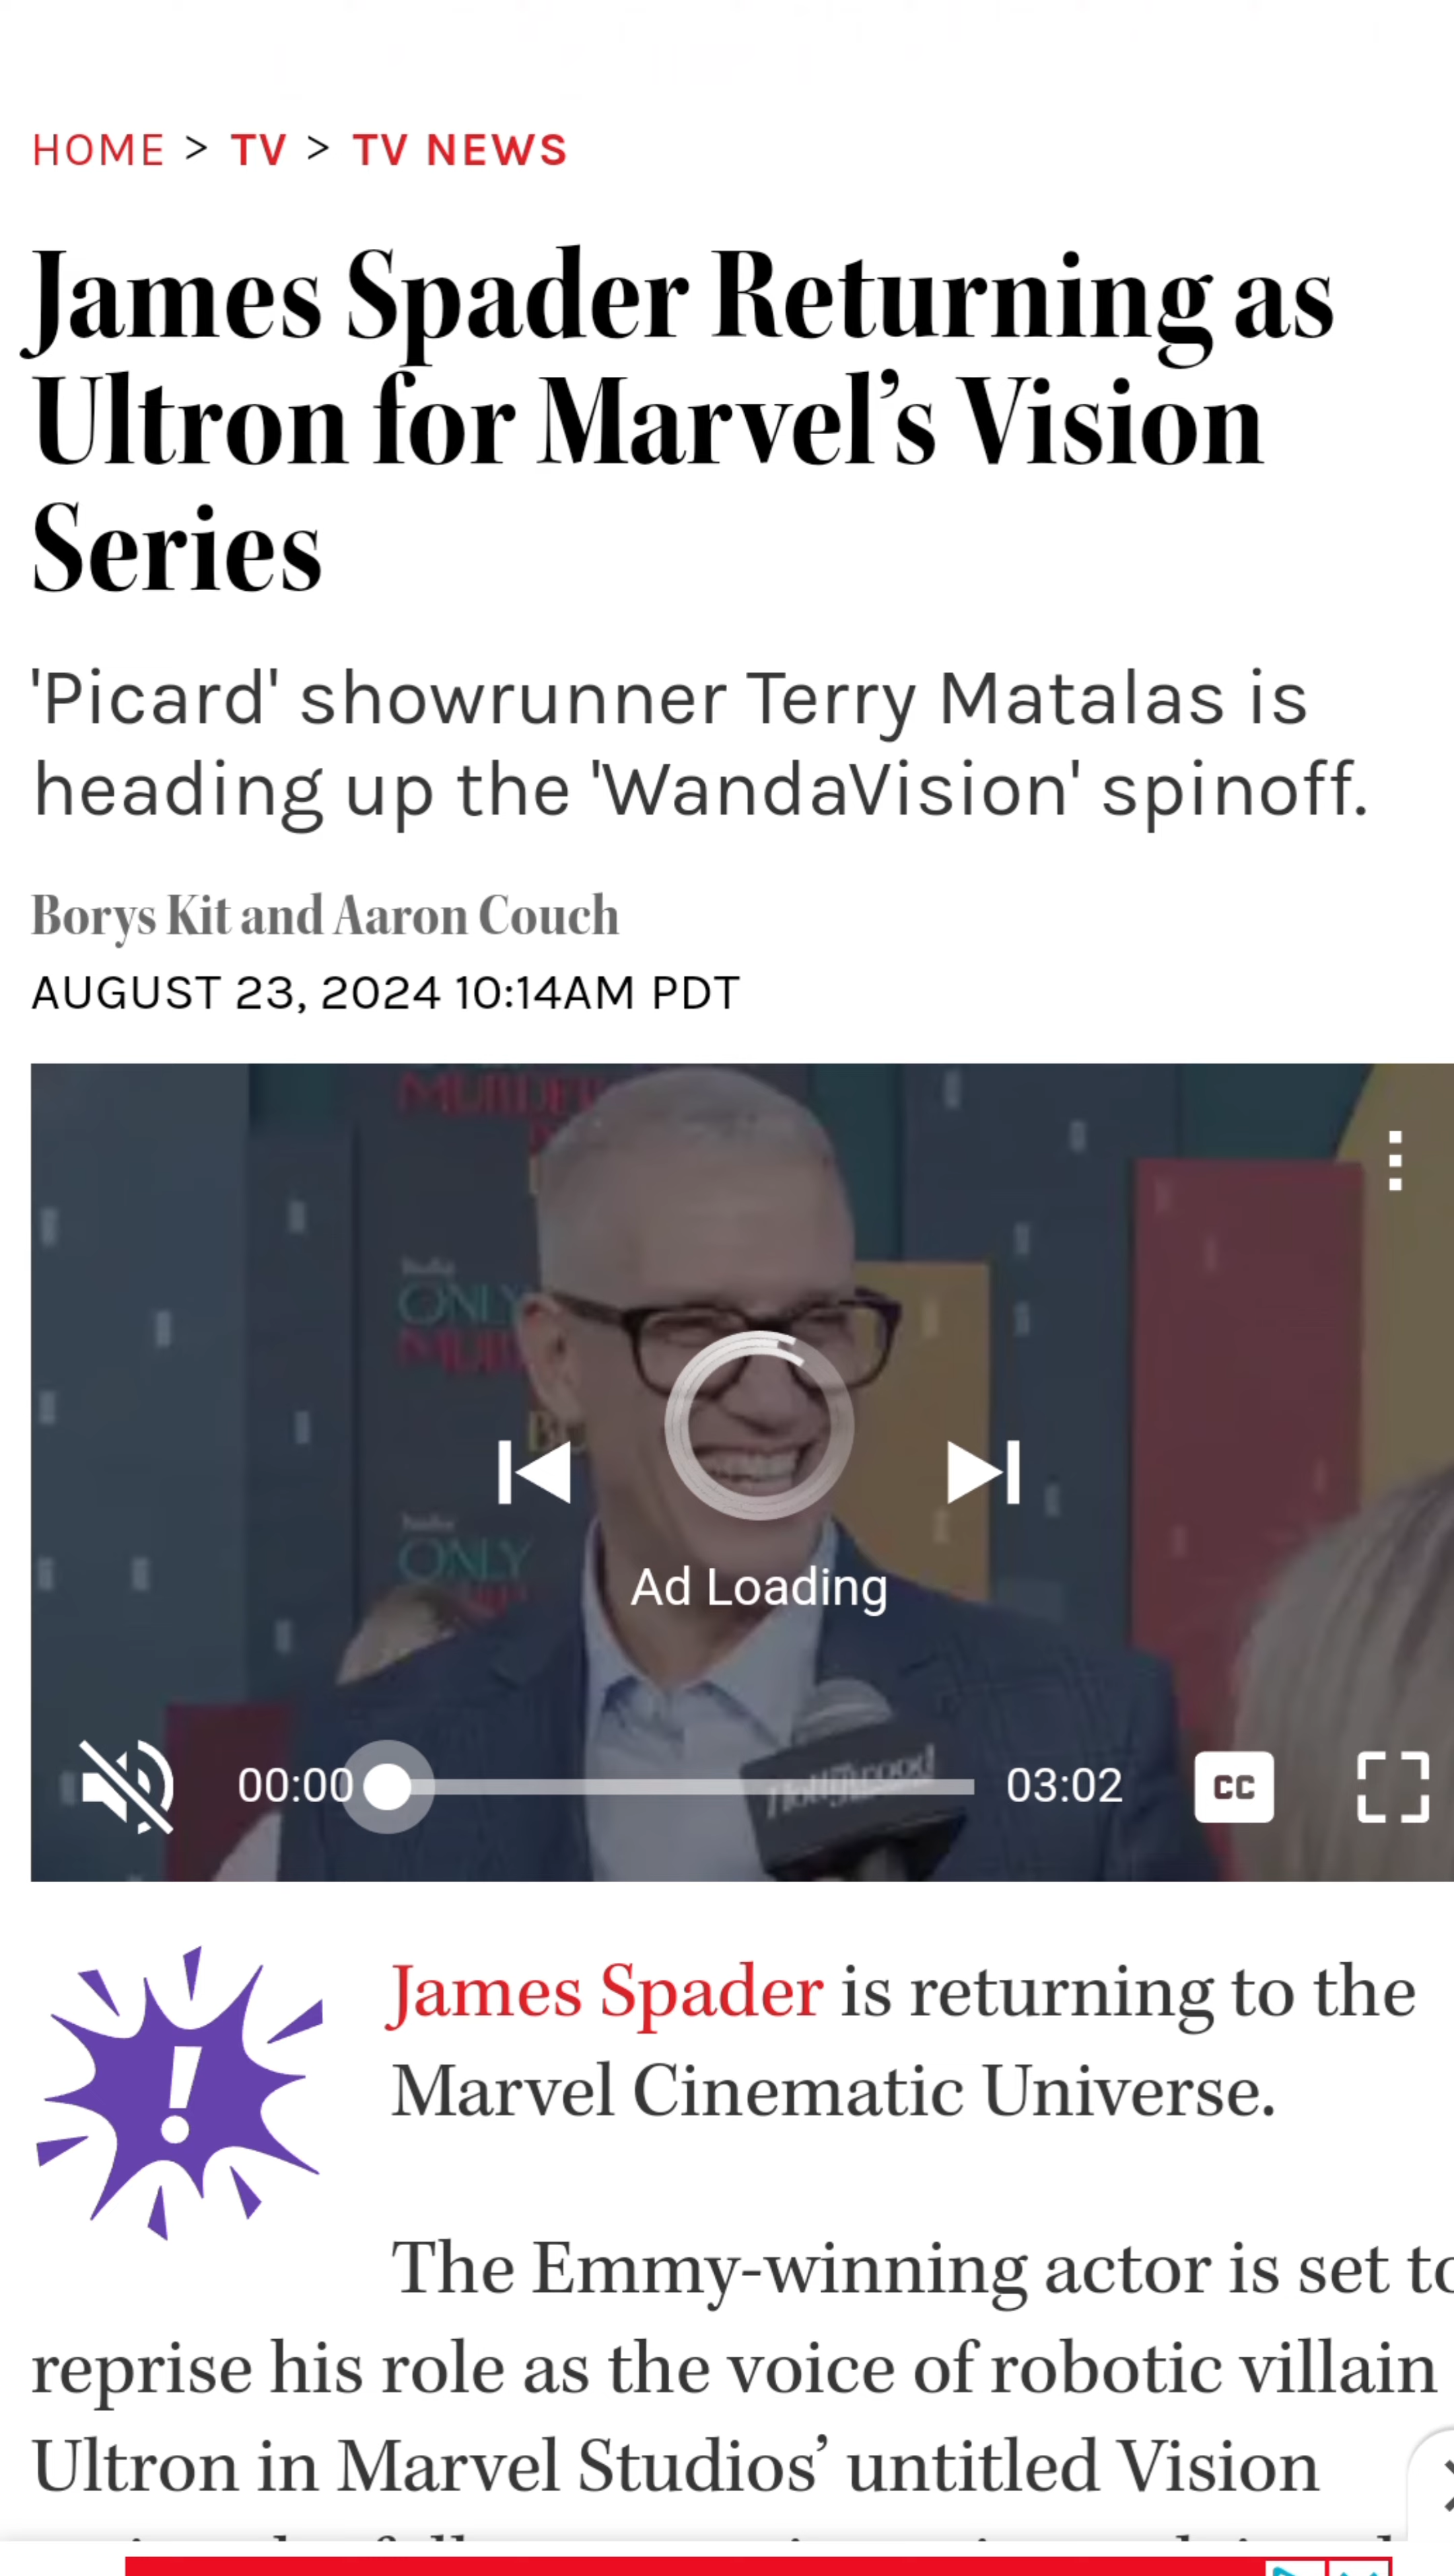 HOME > TV > TV NEWS
James Spader Returning as
Ultron for Marvel’s Vision
Series
'Picard' showrunner Terry Matalas is
heading up the 'WandaVision' spinoff.
Borys Kit and Aaron Couch
AUGUST 23, 2024 10:14AM PDT
ONLY
ONLY
Ad Loading
Hollywood
00:00 03:02 CC
!
James Spader is returning to the
Marvel Cinematic Universe.
The Emmy-winning actor is set to
reprise his role as the voice of robotic villain
Ultron in Marvel Studios’ untitled Vision